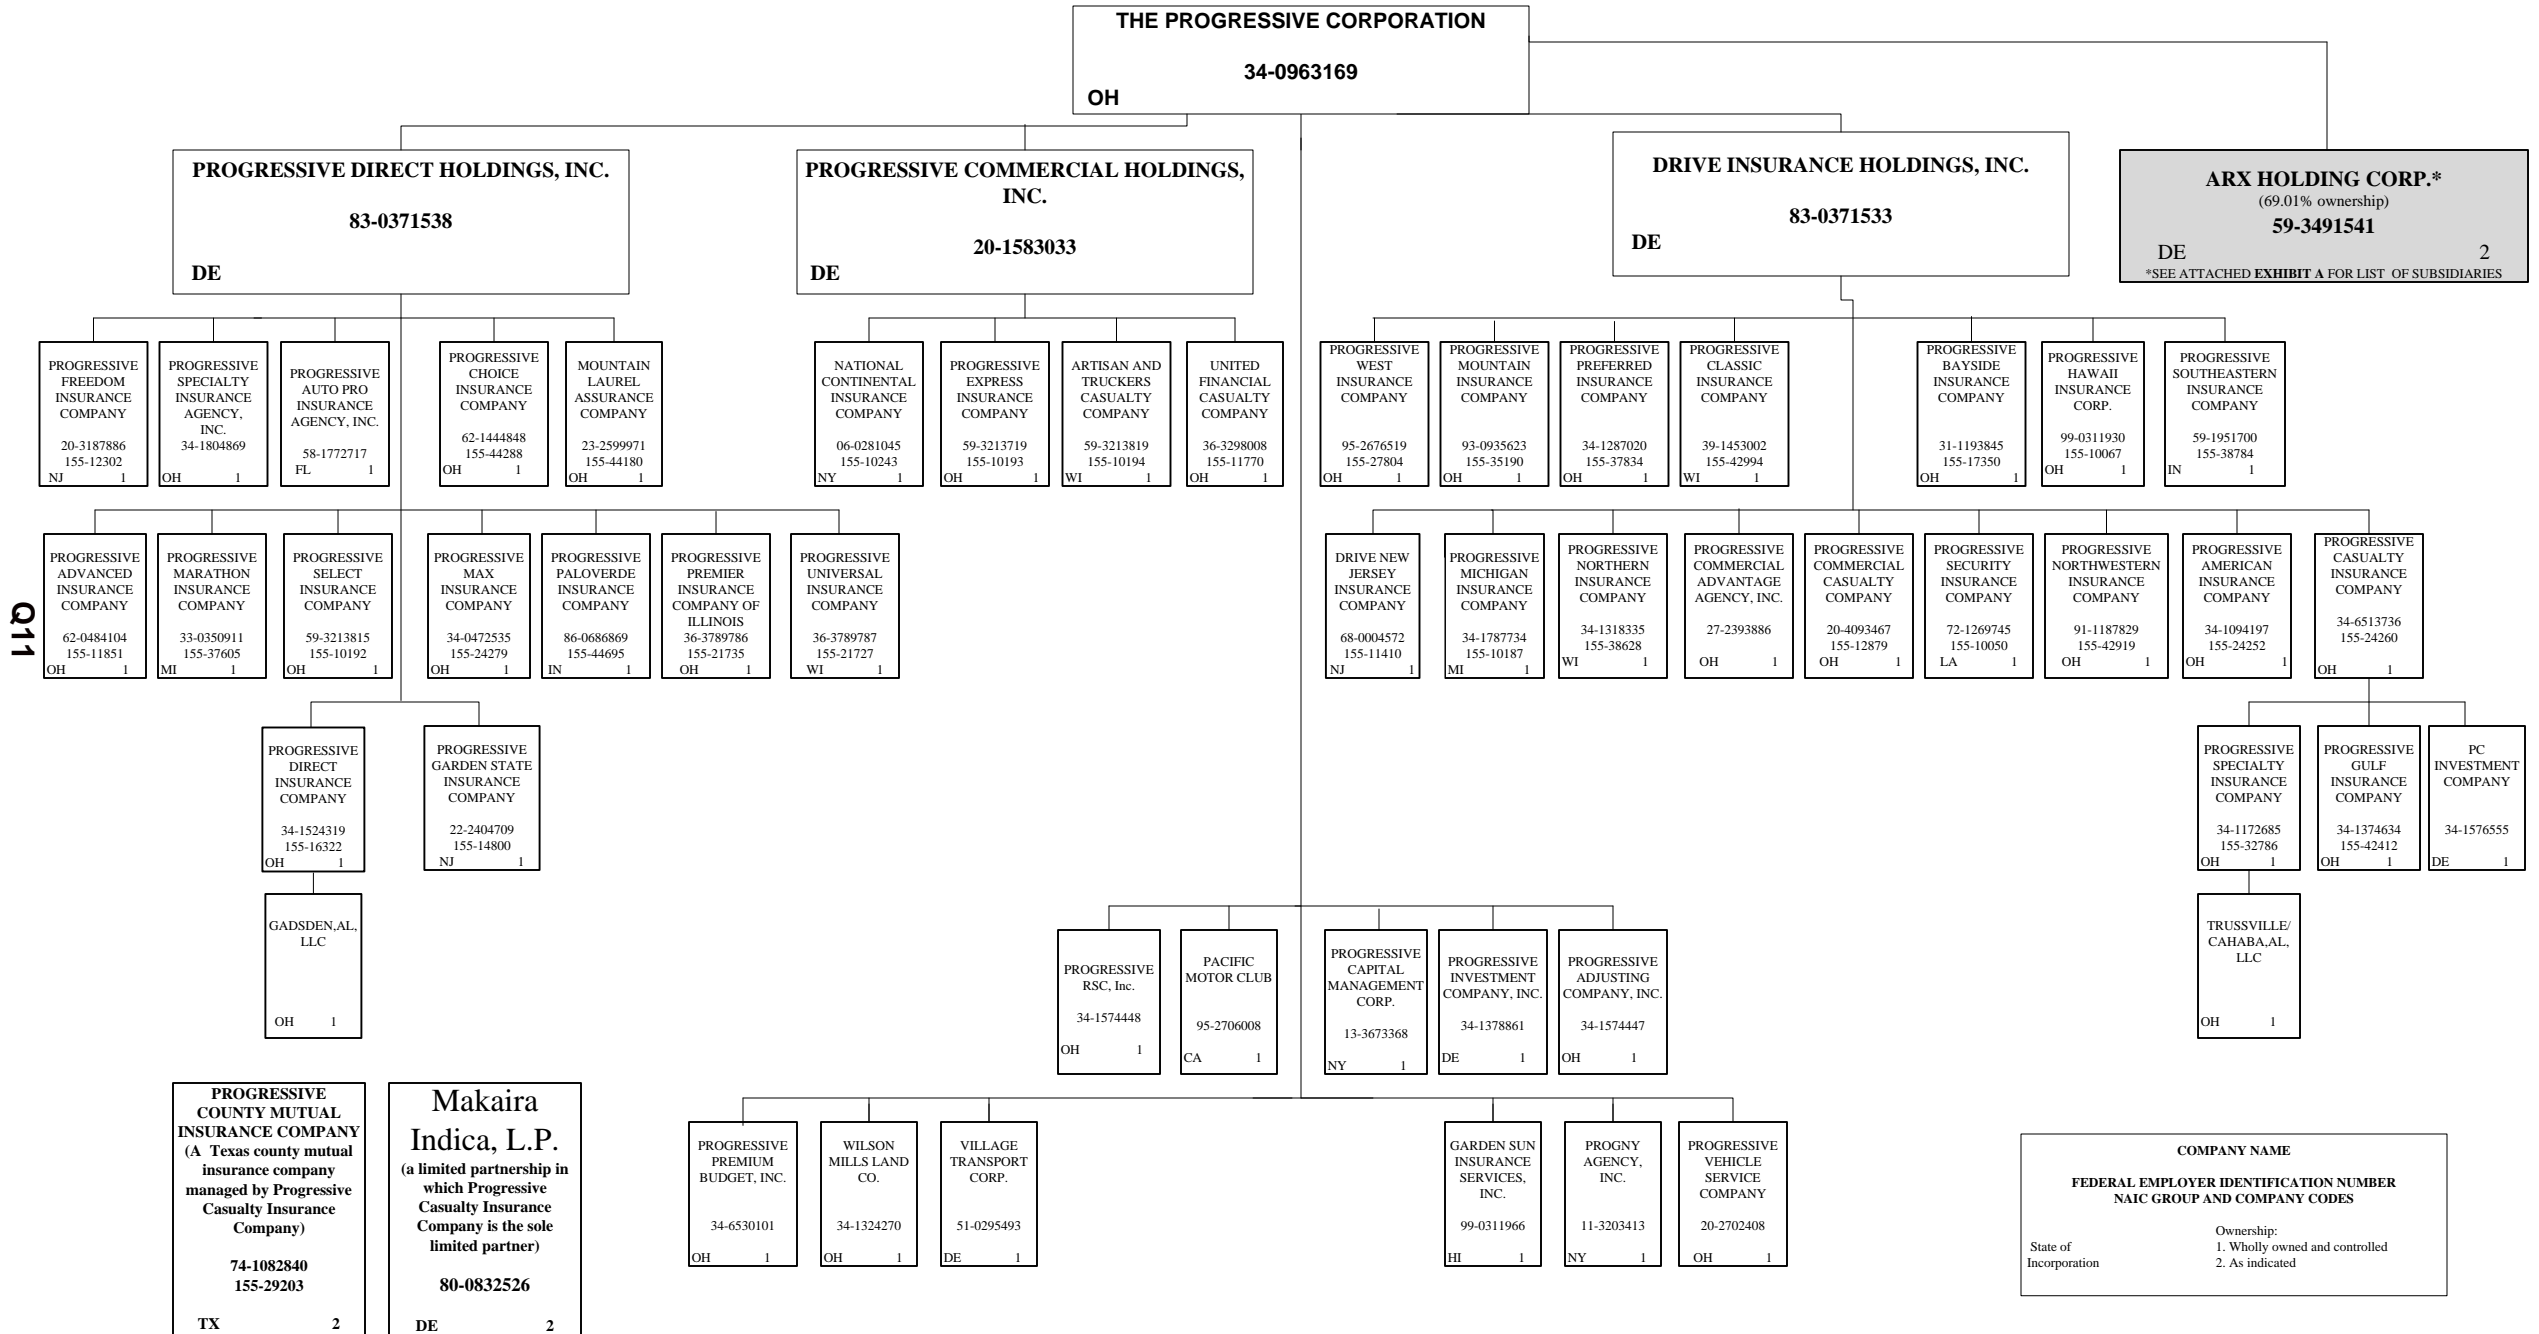 THE PROGRESSIVE CORPORATION
34-0963169
OH
PROGRESSIVE DIRECT HOLDINGS, INC.
83-0371538
DE
PROGRESSIVE COMMERCIAL HOLDINGS,
INC.
20-1583033
DE
DRIVE INSURANCE HOLDINGS, INC.
83-0371533
DE
ARX HOLDING CORP.*
(69.01% ownership)
59-3491541
DE 2
*SEE ATTACHED EXHIBIT A FOR LIST OF SUBSIDIARIES
PROGRESSIVE
FREEDOM
INSURANCE
COMPANY
20-3187886
155-12302
NJ 1
PROGRESSIVE
SPECIALTY
INSURANCE
AGENCY,
INC.
34-1804869
OH 1
PROGRESSIVE
AUTO PRO
INSURANCE
AGENCY, INC.
58-1772717
FL 1
PROGRESSIVE
CHOICE
INSURANCE
COMPANY
62-1444848
155-44288
OH 1
MOUNTAIN
LAUREL
ASSURANCE
COMPANY
23-2599971
155-44180
OH 1
NATIONAL
CONTINENTAL
INSURANCE
COMPANY
06-0281045
155-10243
NY 1
PROGRESSIVE
EXPRESS
INSURANCE
COMPANY
59-3213719
155-10193
OH 1
ARTISAN AND
TRUCKERS
CASUALTY
COMPANY
59-3213819
155-10194
WI 1
UNITED
FINANCIAL
CASUALTY
COMPANY
36-3298008
155-11770
OH 1
PROGRESSIVE
WEST
INSURANCE
COMPANY
95-2676519
155-27804
OH 1
PROGRESSIVE
MOUNTAIN
INSURANCE
COMPANY
93-0935623
155-35190
OH 1
PROGRESSIVE
PREFERRED
INSURANCE
COMPANY
34-1287020
155-37834
OH 1
PROGRESSIVE
CLASSIC
INSURANCE
COMPANY
39-1453002
155-42994
WI 1
PROGRESSIVE
BAYSIDE
INSURANCE
COMPANY
31-1193845
155-17350
OH 1
PROGRESSIVE
HAWAII
INSURANCE
CORP.
99-0311930
155-10067
OH 1
PROGRESSIVE
SOUTHEASTERN
INSURANCE
COMPANY
59-1951700
155-38784
IN 1
Q11
PROGRESSIVE
ADVANCED
INSURANCE
COMPANY
62-0484104
155-11851
OH 1
PROGRESSIVE
MARATHON
INSURANCE
COMPANY
33-0350911
155-37605
MI 1
PROGRESSIVE
SELECT
INSURANCE
COMPANY
59-3213815
155-10192
OH 1
PROGRESSIVE
MAX
INSURANCE
COMPANY
34-0472535
155-24279
OH 1
PROGRESSIVE
PALOVERDE
INSURANCE
COMPANY
86-0686869
155-44695
IN 1
PROGRESSIVE
PREMIER
INSURANCE
COMPANY OF
ILLINOIS
36-3789786
155-21735
OH 1
PROGRESSIVE
UNIVERSAL
INSURANCE
COMPANY
36-3789787
155-21727
WI 1
DRIVE NEW
JERSEY
INSURANCE
COMPANY
68-0004572
155-11410
NJ 1
PROGRESSIVE
MICHIGAN
INSURANCE
COMPANY
34-1787734
155-10187
MI 1
PROGRESSIVE
NORTHERN
INSURANCE
COMPANY
34-1318335
155-38628
WI 1
PROGRESSIVE
COMMERCIAL
ADVANTAGE
AGENCY, INC.
27-2393886
OH 1
PROGRESSIVE
COMMERCIAL
CASUALTY
COMPANY
20-4093467
155-12879
OH 1
PROGRESSIVE
SECURITY
INSURANCE
COMPANY
72-1269745
155-10050
LA 1
PROGRESSIVE
NORTHWESTERN
INSURANCE
COMPANY
91-1187829
155-42919
OH 1
PROGRESSIVE
AMERICAN
INSURANCE
COMPANY
34-1094197
155-24252
OH 1
PROGRESSIVE
CASUALTY
INSURANCE
COMPANY
34-6513736
155-24260
OH 1
PROGRESSIVE
DIRECT
INSURANCE
COMPANY
34-1524319
155-16322
OH 1
PROGRESSIVE
GARDEN STATE
INSURANCE
COMPANY
22-2404709
155-14800
NJ 1
PROGRESSIVE
SPECIALTY
INSURANCE
COMPANY
34-1172685
155-32786
OH 1
PROGRESSIVE
GULF
INSURANCE
COMPANY
34-1374634
155-42412
OH 1
PC
INVESTMENT
COMPANY
34-1576555
DE 1
GADSDEN,AL,
LLC
OH 1
PROGRESSIVE
RSC, Inc.
34-1574448
OH 1
PACIFIC
MOTOR CLUB
95-2706008
CA 1
PROGRESSIVE
CAPITAL
MANAGEMENT
CORP.
13-3673368
NY 1
PROGRESSIVE
INVESTMENT
COMPANY, INC.
34-1378861
DE 1
PROGRESSIVE
ADJUSTING
COMPANY, INC.
34-1574447
OH 1
TRUSSVILLE/
CAHABA,AL,
LLC
OH 1
PROGRESSIVE
COUNTY MUTUAL
INSURANCE COMPANY
(A Texas county mutual
insurance company
managed by Progressive
Casualty Insurance
Company)
74-1082840
155-29203
TX 2
Makaira
Indica, L.P.
(a limited partnership in
which Progressive
Casualty Insurance
Company is the sole
limited partner)
80-0832526
DE 2
PROGRESSIVE
PREMIUM
BUDGET, INC.
34-6530101
OH 1
WILSON
MILLS LAND
CO.
34-1324270
OH 1
VILLAGE
TRANSPORT
CORP.
51-0295493
DE 1
GARDEN SUN
INSURANCE
SERVICES,
INC.
99-0311966
HI 1
PROGNY
AGENCY,
INC.
11-3203413
NY 1
PROGRESSIVE
VEHICLE
SERVICE
COMPANY
20-2702408
OH 1
COMPANY NAME
FEDERAL EMPLOYER IDENTIFICATION NUMBER
NAIC GROUP AND COMPANY CODES
Ownership:
State of 1. Wholly owned and controlled
Incorporation 2. As indicated